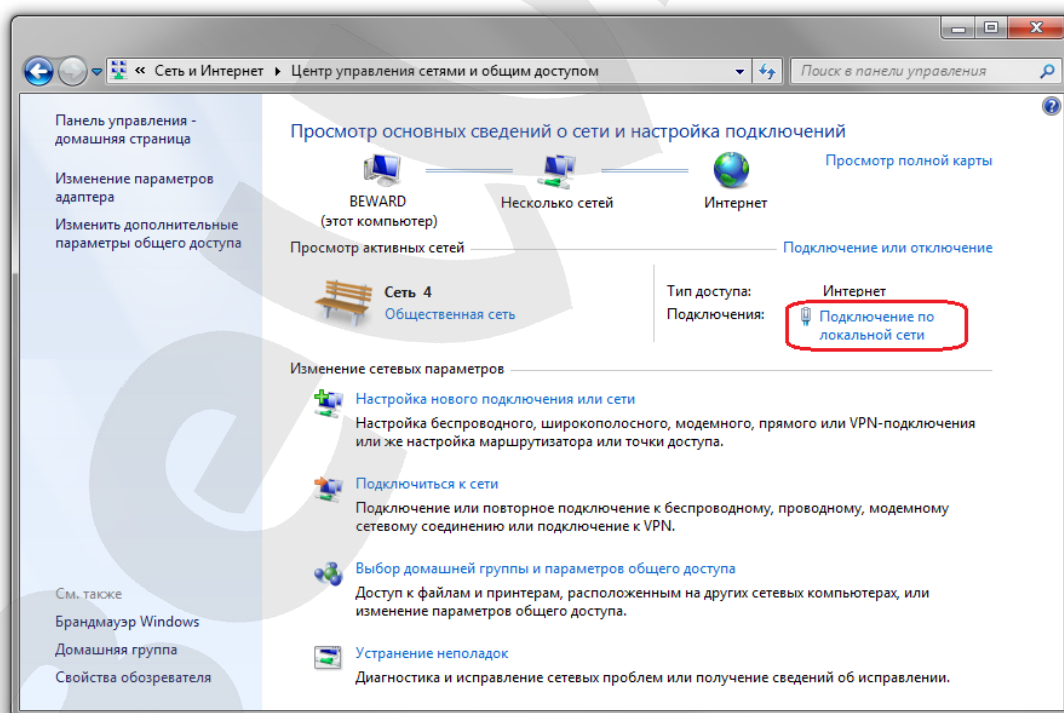 « Сеть и Интернет ▸ Центр управления сетями и общим доступом
Поиск в панели управления
Панель управления -
домашняя страница
Изменение параметров
адаптера
Изменить дополнительные
параметры общего доступа
См. также
Брандмауэр Windows
Домашняя группа
Свойства обозревателя
Просмотр основных сведений о сети и настройка подключений
Просмотр полной карты
BEWARD
(этот компьютер)
Несколько сетей
Интернет
Просмотр активных сетей
Подключение или отключение
Сеть 4
Общественная сеть
Тип доступа: Интернет
Подключения: Подключение по
локальной сети
Изменение сетевых параметров
Настройка нового подключения или сети
Настройка беспроводного, широкополосного, модемного, прямого или VPN-подключения
или же настройка маршрутизатора или точки доступа.
Подключиться к сети
Подключение или повторное подключение к беспроводному, проводному, модемному
сетевому соединению или подключение к VPN.
Выбор домашней группы и параметров общего доступа
Доступ к файлам и принтерам, расположенным на других сетевых компьютерах, или
изменение параметров общего доступа.
Устранение неполадок
Диагностика и исправление сетевых проблем или получение сведений об исправлении.